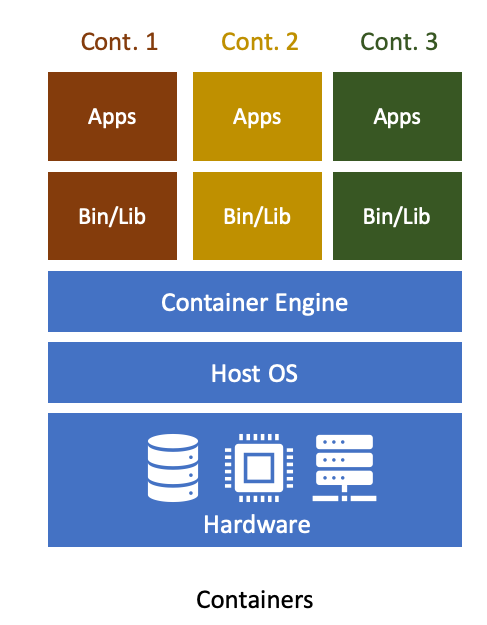 Cont. 1 Cont. 2 Cont. 3
Apps Apps Apps
Bin/Lib Bin/Lib Bin/Lib
Container Engine
Host OS
Hardware
Containers